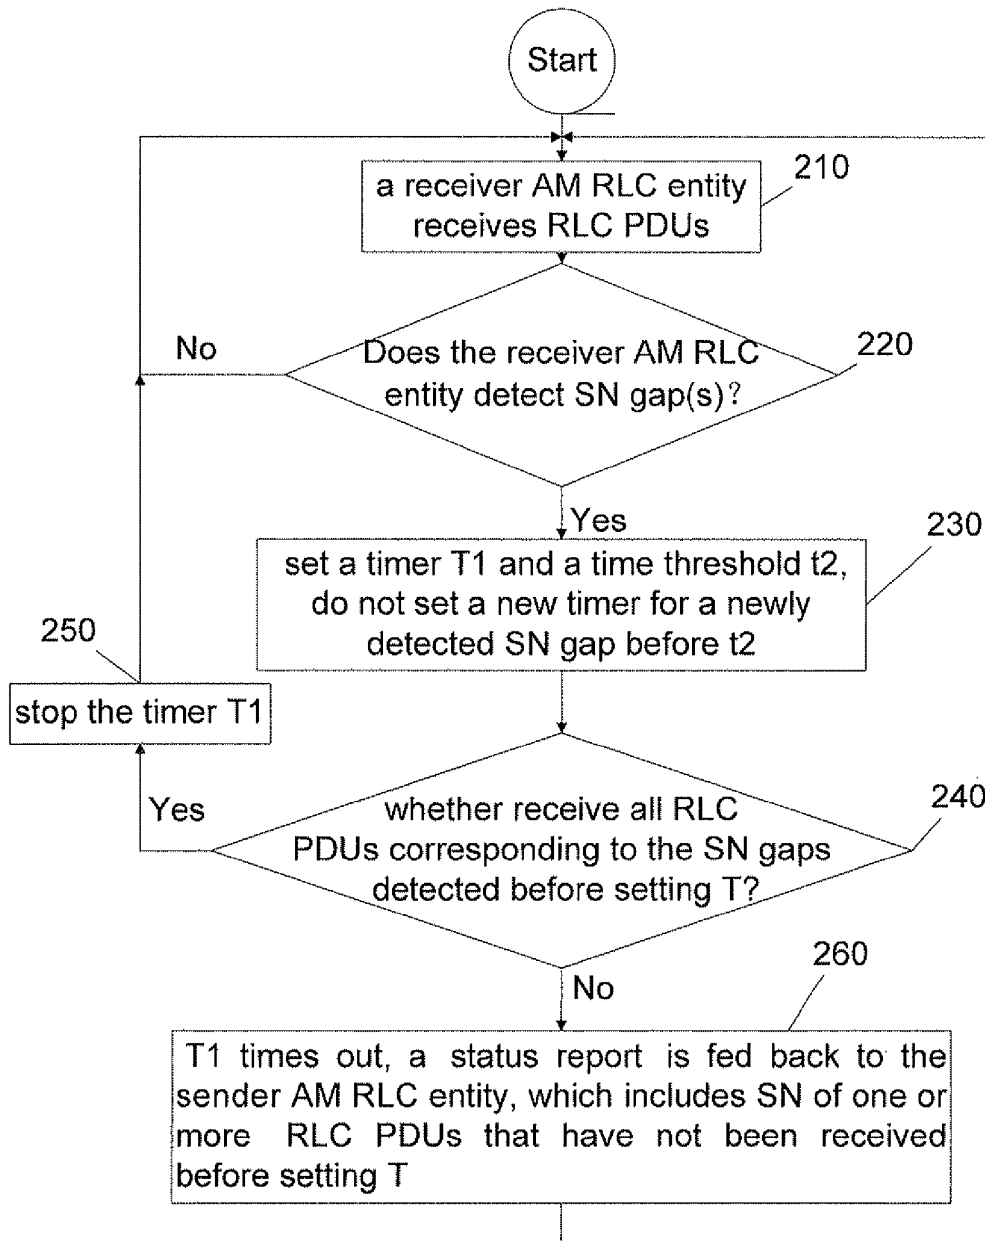 Start
210
a receiver AM RLC entity
receives RLC PDUs
No
220
Does the receiver AM RLC
entity detect SN gap(s)?
Yes
230
set a timer T1 and a time threshold t2,
do not set a new timer for a newly
detected SN gap before t2
250
stop the timer T1
Yes
240
whether receive all RLC
PDUs corresponding to the SN gaps
detected before setting T?
No
260
T1 times out, a status report is fed back to the
sender AM RLC entity, which includes SN of one or
more RLC PDUs that have not been received
before setting T